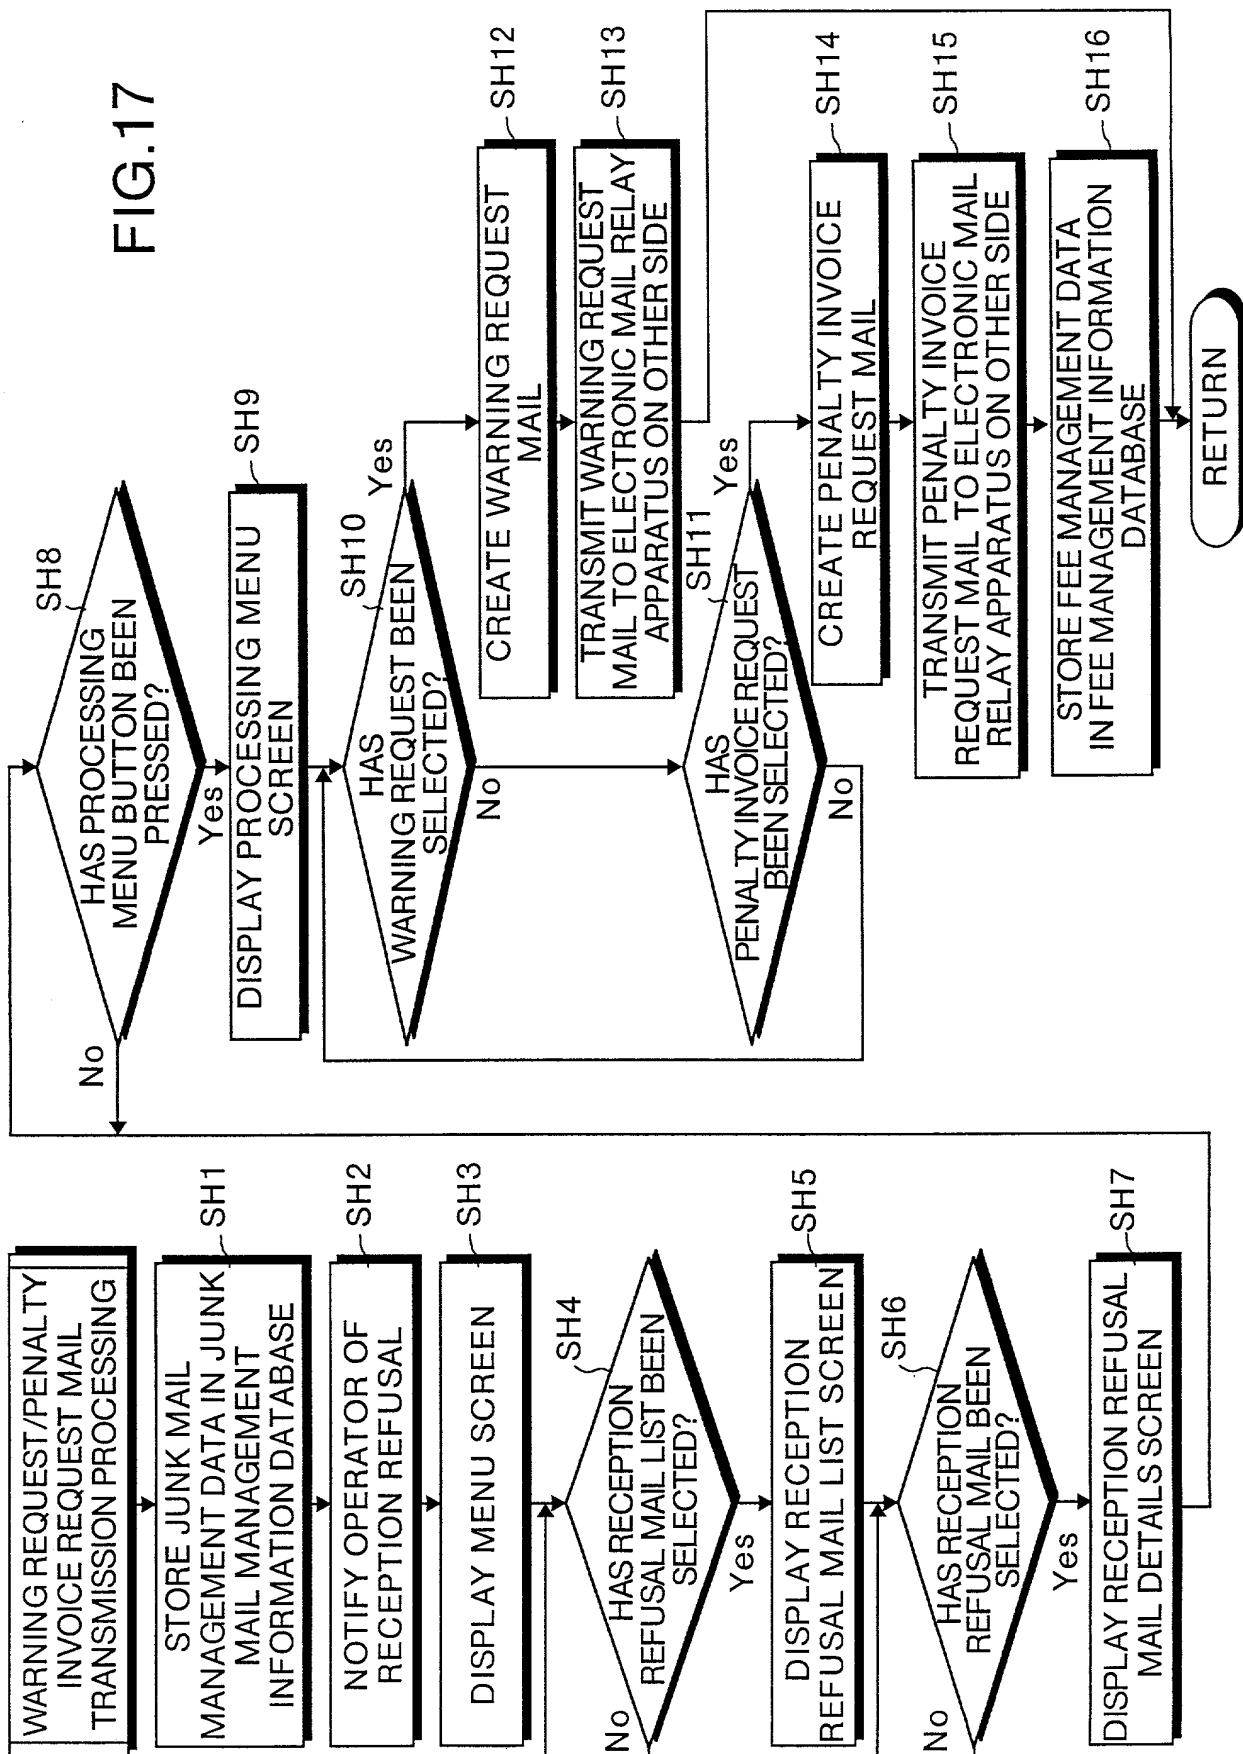 FIG.17
WARNING REQUEST/PENALTY
INVOICE REQUEST MAIL
TRANSMISSION PROCESSING
SH1
STORE JUNK MAIL
MANAGEMENT DATA IN JUNK
MAIL MANAGEMENT
INFORMATION DATABASE
SH2
NOTIFY OPERATOR OF
RECEPTION REFUSAL
SH3
DISPLAY MENU SCREEN
SH4
HAS RECEPTION
REFUSAL MAIL LIST BEEN
SELECTED?
No
Yes
SH5
DISPLAY RECEPTION
REFUSAL MAIL LIST SCREEN
SH6
HAS RECEPTION
REFUSAL MAIL BEEN
SELECTED?
No
Yes
SH7
DISPLAY RECEPTION REFUSAL
MAIL DETAILS SCREEN
SH8
HAS PROCESSING
MENU BUTTON BEEN
PRESSED?
No
Yes
SH9
DISPLAY PROCESSING MENU
SCREEN
SH10
HAS
WARNING REQUEST BEEN
SELECTED?
Yes
No
SH12
CREATE WARNING REQUEST
MAIL
SH13
TRANSMIT WARNING REQUEST
MAIL TO ELECTRONIC MAIL RELAY
APPARATUS ON OTHER SIDE
SH11
HAS
PENALTY INVOICE REQUEST
BEEN SELECTED?
Yes
No
SH14
CREATE PENALTY INVOICE
REQUEST MAIL
SH15
TRANSMIT PENALTY INVOICE
REQUEST MAIL TO ELECTRONIC MAIL
RELAY APPARATUS ON OTHER SIDE
SH16
STORE FEE MANAGEMENT DATA
IN FEE MANAGEMENT INFORMATION
DATABASE
RETURN